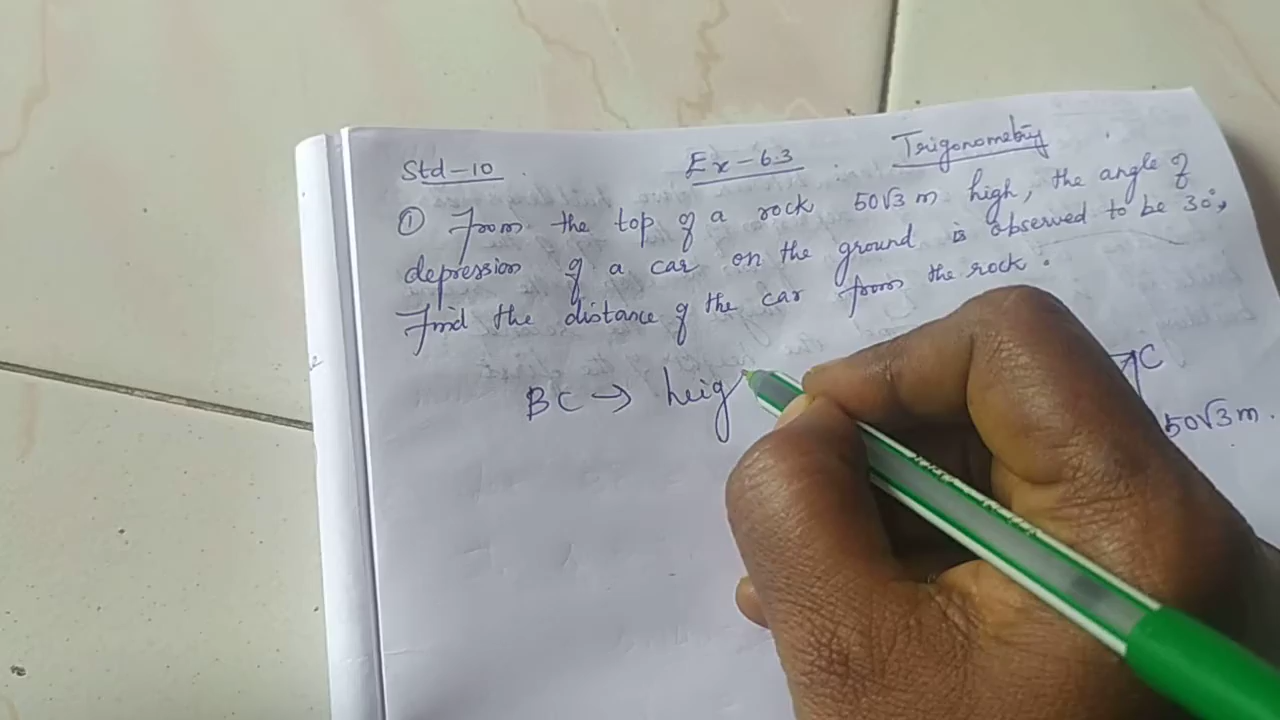 Std-10 Ex-6.3 Trigonometry
① From the top of a rock 50√3 m high, the angle of
depression of a car on the ground is observed to be 30°,
Find the distance of the car from the rock.
BC → heig
C
50√3 m.